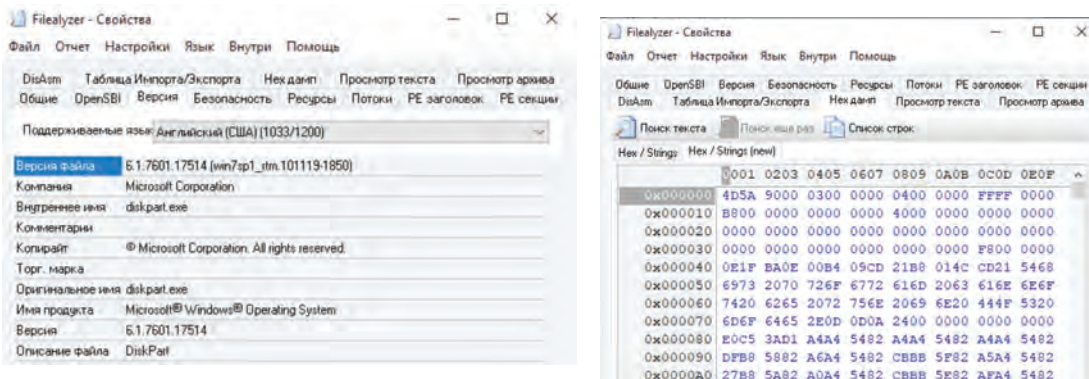 Filealyzer - Свойства
Файл Отчет Настройки Язык Внутри Помощь
DisAsm Таблица Импорта/Экспорта Hex дамп Просмотр текста Просмотр архива
Общие OpenSBI Версия Безопасность Ресурсы Потоки PE заголовок PE секции
Поддерживаемые язык Английский (США) (1033/1200)
Версия файла 6.1.7601.17514 (win7sp1_rtm.101119-1850)
Компания Microsoft Corporation
Внутреннее имя diskpart.exe
Комментарии
Копирайт © Microsoft Corporation. All rights reserved.
Торг. марка
Оригинальное имя diskpart.exe
Имя продукта Microsoft® Windows® Operating System
Версия 6.1.7601.17514
Описание файла DiskPart
Filealyzer - Свойства
Файл Отчет Настройки Язык Внутри Помощь
Общие OpenSBI Версия Безопасность Ресурсы Потоки PE заголовок PE секции
DisAsm Таблица Импорта/Экспорта Hex дамп Просмотр текста Просмотр архива
Поиск текста Поиск еще раз Список строк
Hex / Strings Hex / Strings (new)
0001 0203 0405 0607 0809 0A0B 0C0D 0E0F
0x000000 4D5A 9000 0300 0000 0400 0000 FFFF 0000
0x000010 B800 0000 0000 0000 4000 0000 0000 0000
0x000020 0000 0000 0000 0000 0000 0000 0000 0000
0x000030 0000 0000 0000 0000 0000 0000 F800 0000
0x000040 0E1F BA0E 00B4 09CD 21B8 014C CD21 5468
0x000050 6973 2070 726F 6772 616D 2063 616E 6E6F
0x000060 7420 6265 2072 756E 2069 6E20 444F 5320
0x000070 6D6F 6465 2E0D 0D0A 2400 0000 0000 0000
0x000080 E0C5 3AD1 A4A4 5482 A4A4 5482 A4A4 5482
0x000090 DFB8 5882 A6A4 5482 CBBB 5F82 A5A4 5482
0x0000A0 27B8 5A82 A0A4 5482 CBBB 5E82 AFA4 5482